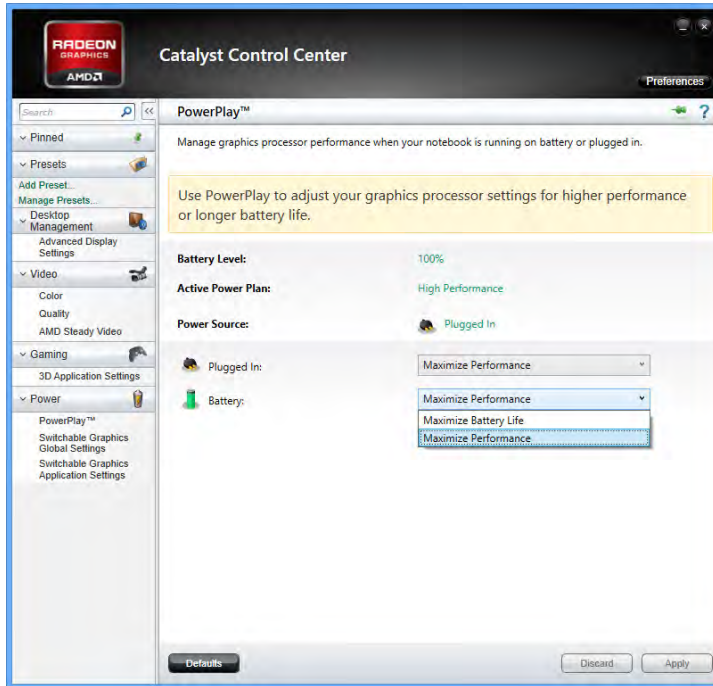 RADEON
GRAPHICS
AMD
Catalyst Control Center
Preferences
Search
<<
PowerPlay™
?
Pinned
Presets
Add Preset...
Manage Presets...
Desktop
Management
Advanced Display
Settings
Video
Color
Quality
AMD Steady Video
Gaming
3D Application Settings
Power
PowerPlay™
Switchable Graphics
Global Settings
Switchable Graphics
Application Settings
Manage graphics processor performance when your notebook is running on battery or plugged in.
Use PowerPlay to adjust your graphics processor settings for higher performance
or longer battery life.
Battery Level: 100%
Active Power Plan: High Performance
Power Source: Plugged In
Plugged In: Maximize Performance
Battery: Maximize Performance
Maximize Battery Life
Maximize Performance
Defaults
Discard
Apply